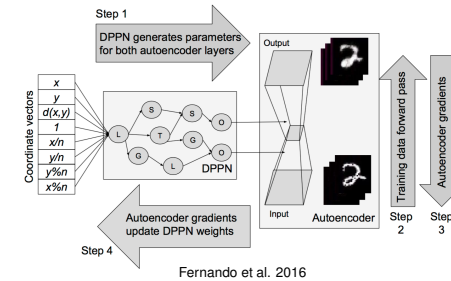 Step 1
DPPN generates parameters
for both autoencoder layers
Coordinate vectors
x
y
d(x,y)
1
x/n
y/n
y%n
x%n
L
S
S
O
T
G
G
L
O
DPPN
Output
Input
Autoencoder
Training data forward pass
Step
2
Autoencoder gradients
Step
3
Autoencoder gradients
update DPPN weights
Step 4
Fernando et al. 2016